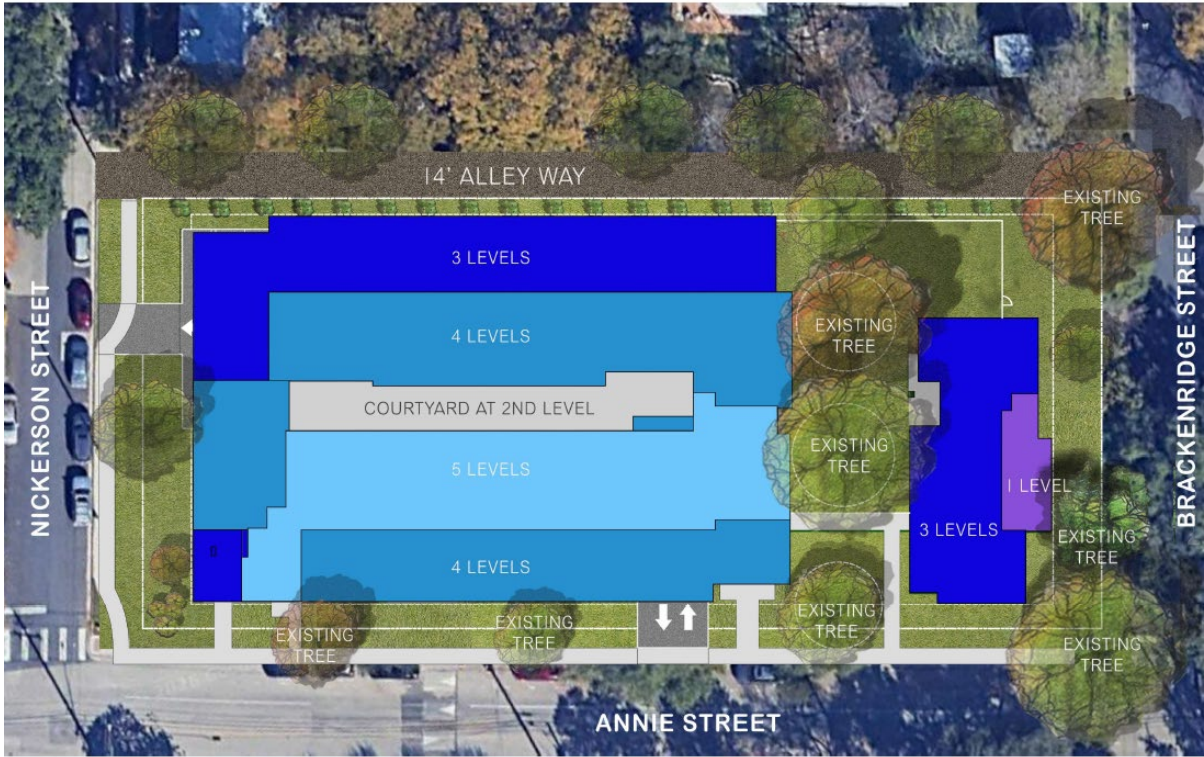 14' ALLEY WAY
EXISTING
TREE
3 LEVELS
4 LEVELS
EXISTING
TREE
COURTYARD AT 2ND LEVEL
EXISTING
TREE
5 LEVELS
1 LEVEL
3 LEVELS
EXISTING
TREE
4 LEVELS
EXISTING
TREE
EXISTING
TREE
EXISTING
TREE
EXISTING
TREE
NICKERSON STREET
BRACKENRIDGE STREET
ANNIE STREET